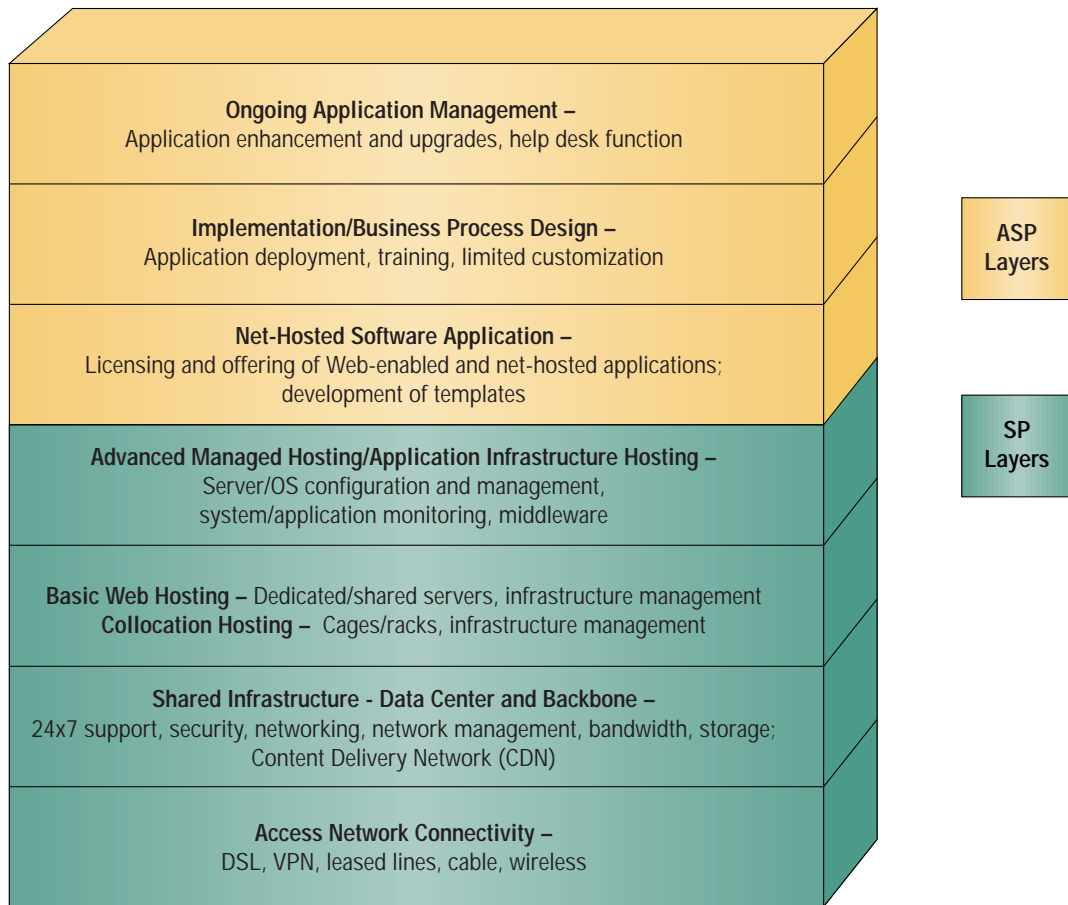 Ongoing Application Management –
Application enhancement and upgrades, help desk function
Implementation/Business Process Design –
Application deployment, training, limited customization
Net-Hosted Software Application –
Licensing and offering of Web-enabled and net-hosted applications;
development of templates
Advanced Managed Hosting/Application Infrastructure Hosting –
Server/OS configuration and management,
system/application monitoring, middleware
Basic Web Hosting – Dedicated/shared servers, infrastructure management
Collocation Hosting – Cages/racks, infrastructure management
Shared Infrastructure - Data Center and Backbone –
24x7 support, security, networking, network management, bandwidth, storage;
Content Delivery Network (CDN)
Access Network Connectivity –
DSL, VPN, leased lines, cable, wireless
ASP
Layers
SP
Layers